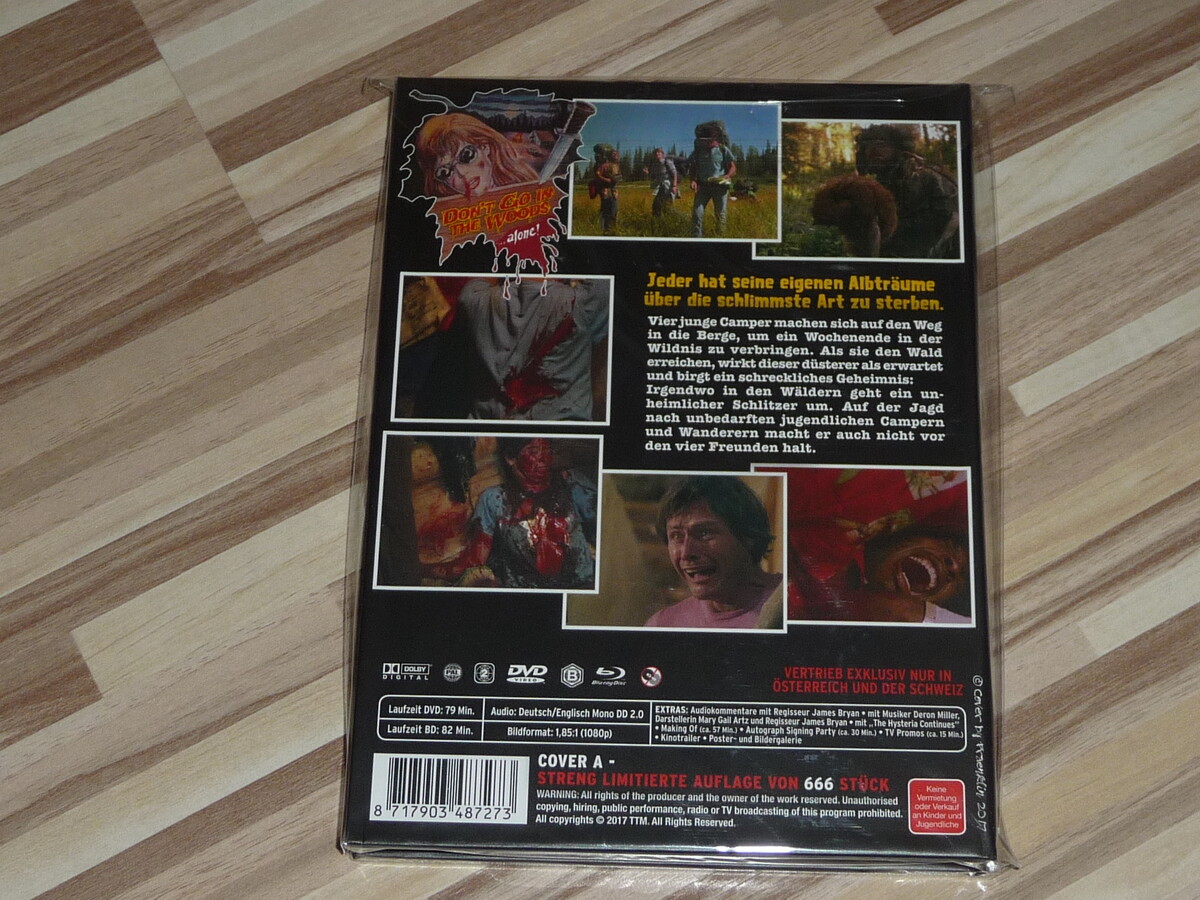 DON'T GO IN
THE WOODS
...alone!
Jeder hat seine eigenen Albträume
über die schlimmste Art zu sterben.
Vier junge Camper machen sich auf den Weg
in die Berge, um ein Wochenende in der
Wildnis zu verbringen. Als sie den Wald
erreichen, wirkt dieser düsterer als erwartet
und birgt ein schreckliches Geheimnis:
Irgendwo in den Wäldern geht ein un-
heimlicher Schlitzer um. Auf der Jagd
nach unbedarften jugendlichen Campern
und Wanderern macht er auch nicht vor
den vier Freunden halt.
DOLBY
DIGITAL
PAL
2
DVD
VIDEO
B
Blu-ray Disc
VERTRIEB EXKLUSIV NUR IN
ÖSTERREICH UND DER SCHWEIZ
Laufzeit DVD: 79 Min.
Laufzeit BD: 82 Min.
Audio: Deutsch/Englisch Mono DD 2.0
Bildformat: 1,85:1 (1080p)
EXTRAS: Audiokommentare mit Regisseur James Bryan • mit Musiker Deron Miller,
Darstellerin Mary Gail Artz und Regisseur James Bryan • mit „The Hysteria Continues"
• Making Of (ca. 57 Min.) • Autograph Signing Party (ca. 30 Min.) • TV Promos (ca. 15 Min.)
• Kinotrailer • Poster- und Bildergalerie
© Cover by
8 717903 487273
COVER A -
STRENG LIMITIERTE AUFLAGE VON 666 STÜCK
WARNING: All rights of the producer and the owner of the work reserved. Unauthorised
copying, hiring, public performance, radio or TV broadcasting of this program prohibited.
All copyrights © 2017 TTM. All Rights Reserved.
Keine
Vermietung
oder Verkauf
an Kinder und
Jugendliche